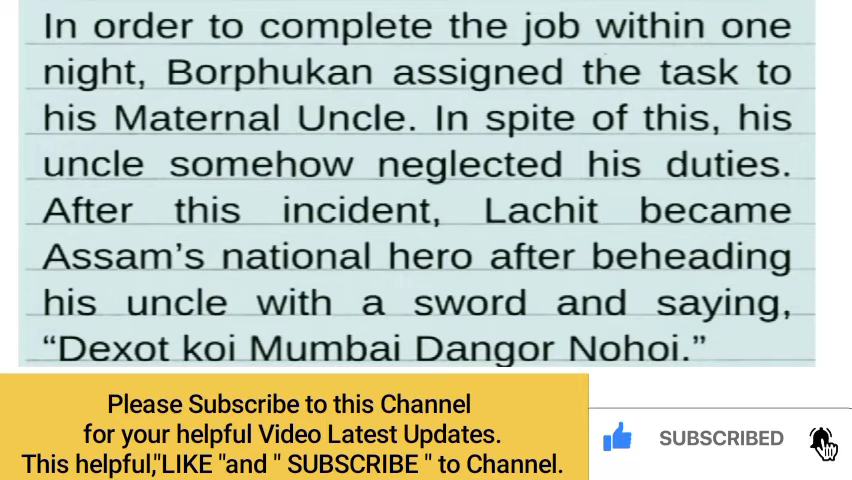 In order to complete the job within one
night, Borphukan assigned the task to
his Maternal Uncle. In spite of this, his
uncle somehow neglected his duties.
After this incident, Lachit became
Assam's national hero after beheading
his uncle with a sword and saying,
“Dexot koi Mumbai Dangor Nohoi.”
Please Subscribe to this Channel
for your helpful Video Latest Updates.
This helpful,"LIKE "and " SUBSCRIBE " to Channel.
SUBSCRIBED